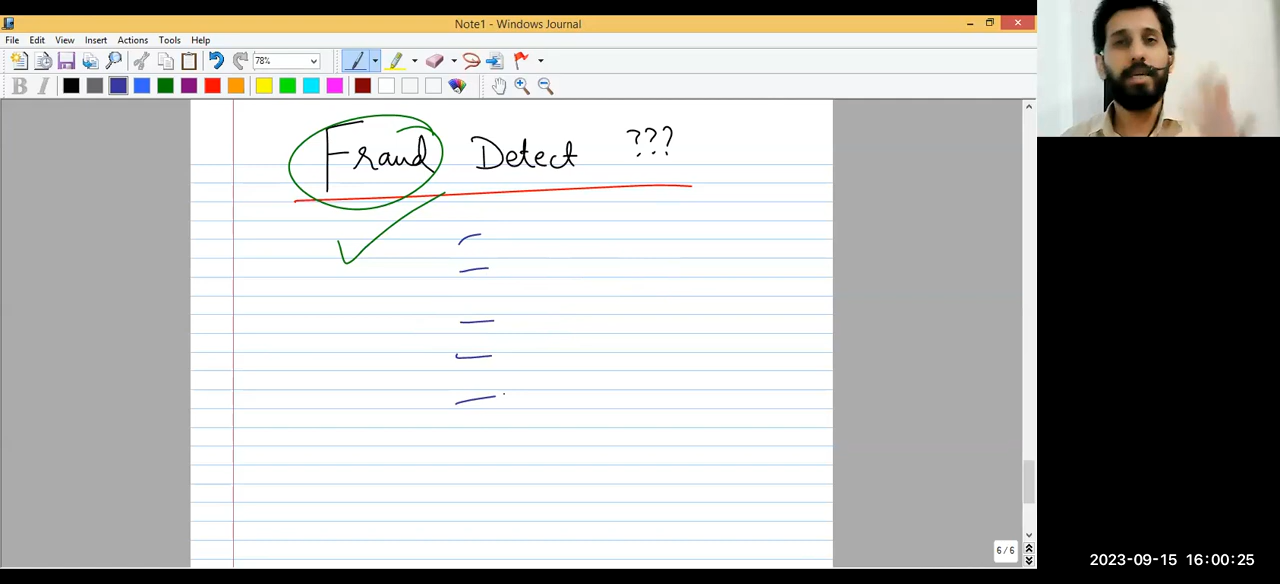 Note1 - Windows Journal
File Edit View Insert Actions Tools Help
78%
B I
Fraud Detect ???
6 / 6
2023-09-15 16:00:25